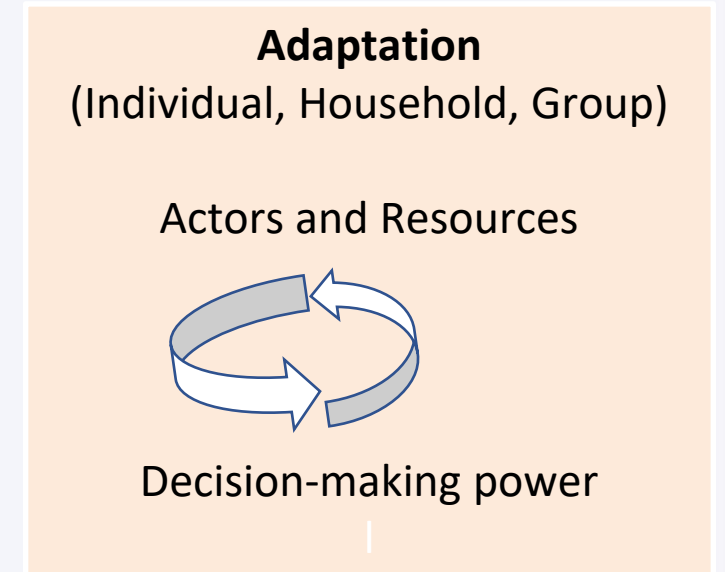 Adaptation
(Individual, Household, Group)
Actors and Resources
Decision-making power